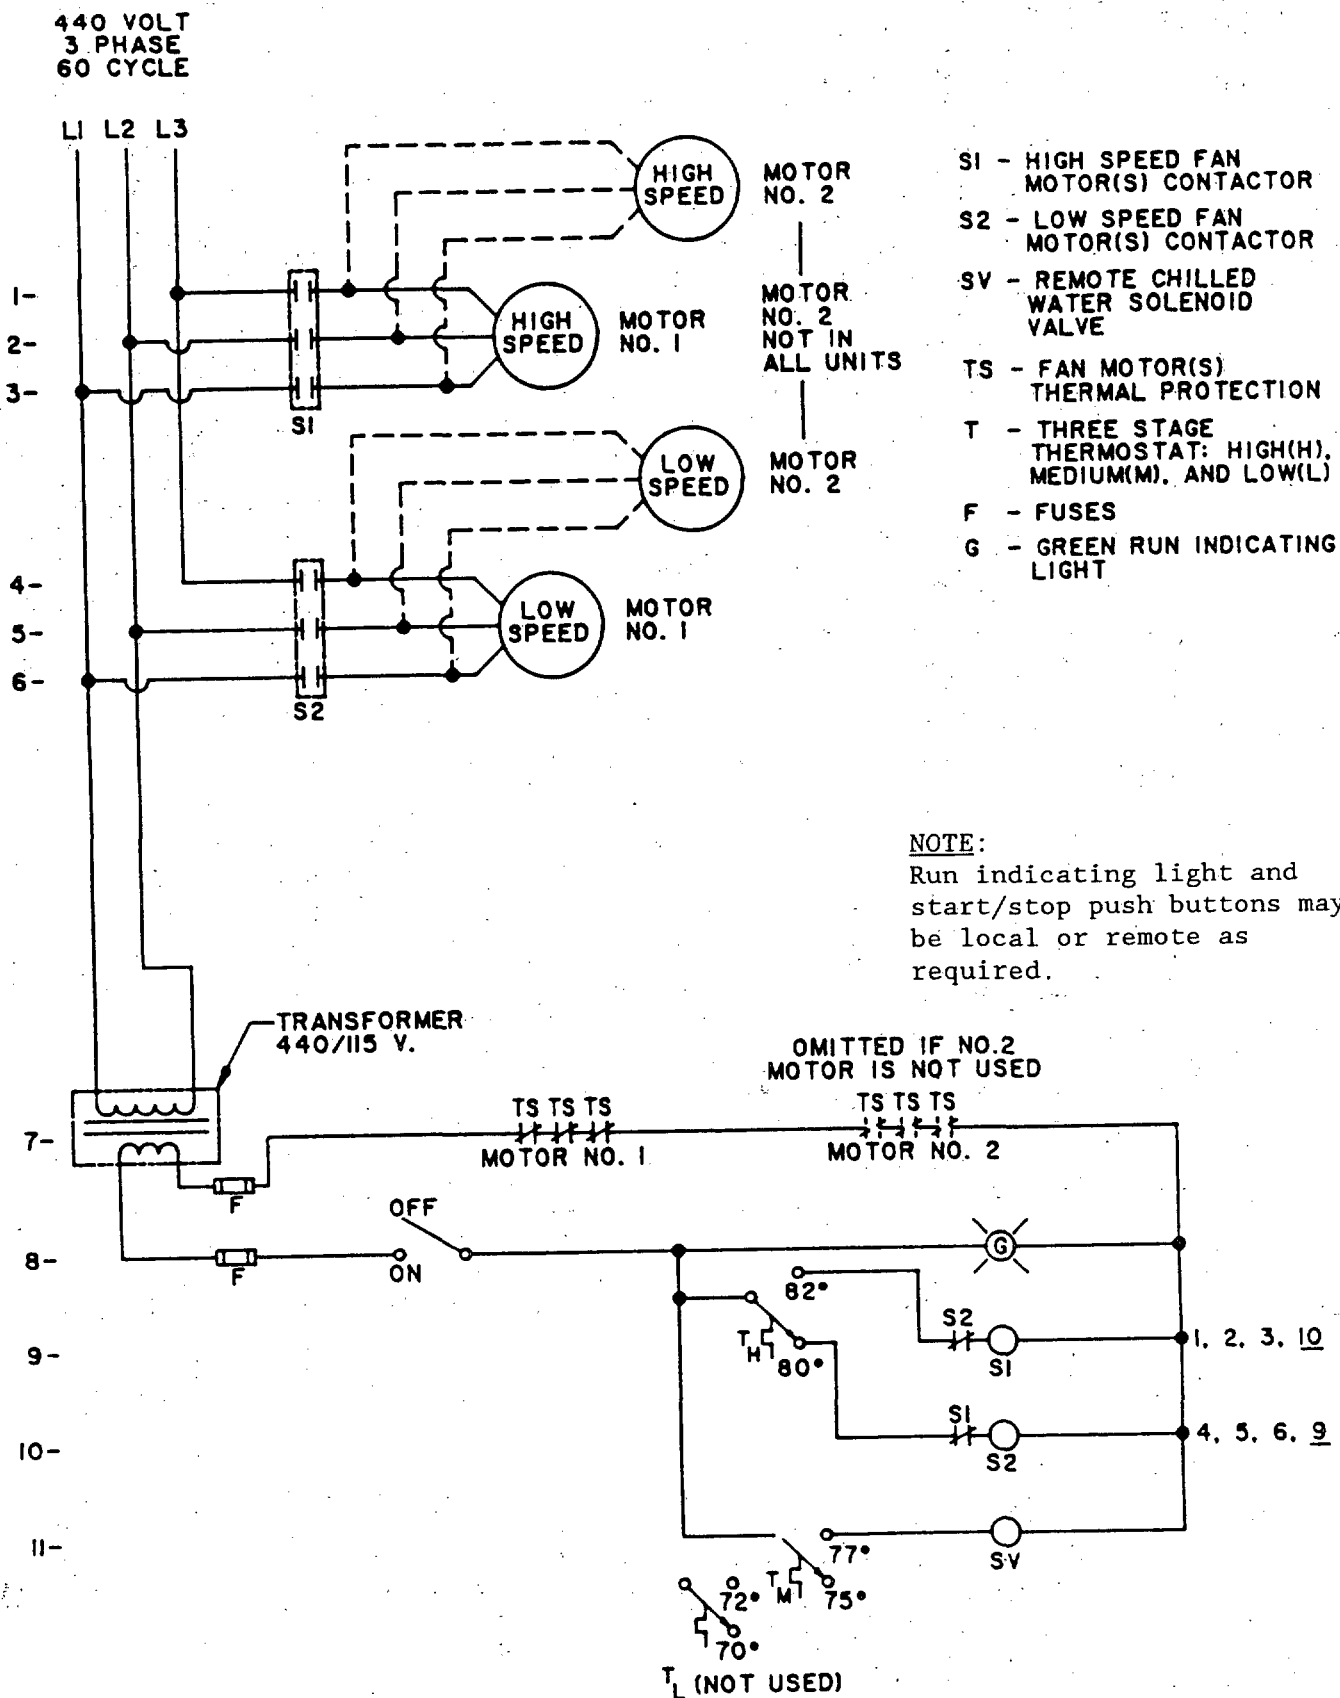 440 VOLT
3 PHASE
60 CYCLE
L1 L2 L3
HIGH
SPEED
MOTOR
NO. 2
1-
2-
3-
S1
HIGH
SPEED
MOTOR
NO. 1
MOTOR
NO. 2
NOT IN
ALL UNITS
LOW
SPEED
MOTOR
NO. 2
4-
5-
6-
S2
LOW
SPEED
MOTOR
NO. 1
S1 - HIGH SPEED FAN
MOTOR(S) CONTACTOR
S2 - LOW SPEED FAN
MOTOR(S) CONTACTOR
SV - REMOTE CHILLED
WATER SOLENOID
VALVE
TS - FAN MOTOR(S)
THERMAL PROTECTION
T - THREE STAGE
THERMOSTAT: HIGH(H),
MEDIUM(M), AND LOW(L)
F - FUSES
G - GREEN RUN INDICATING
LIGHT
NOTE:
Run indicating light and
start/stop push buttons may
be local or remote as
required.
TRANSFORMER
440/115 V.
OMITTED IF NO.2
MOTOR IS NOT USED
7-
TS TS TS
MOTOR NO. 1
TS TS TS
MOTOR NO. 2
F
OFF
8-
F
ON
G
82°
S2
9-
TH
80°
S1
1, 2, 3, 10
S1
10-
S2
4, 5, 6, 9
11-
77°
SV
TM
75°
72°
70°
TL (NOT USED)